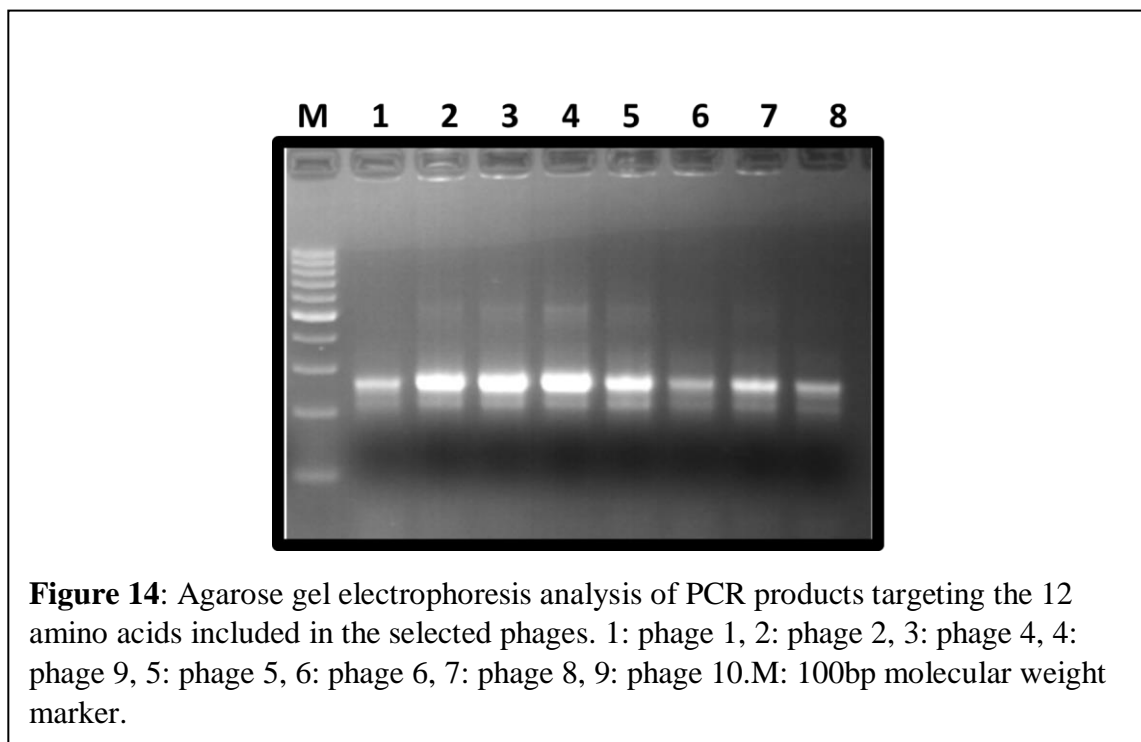 M 1 2 3 4 5 6 7 8
Figure 14: Agarose gel electrophoresis analysis of PCR products targeting the 12
amino acids included in the selected phages. 1: phage 1, 2: phage 2, 3: phage 4, 4:
phage 9, 5: phage 5, 6: phage 6, 7: phage 8, 9: phage 10.M: 100bp molecular weight
marker.